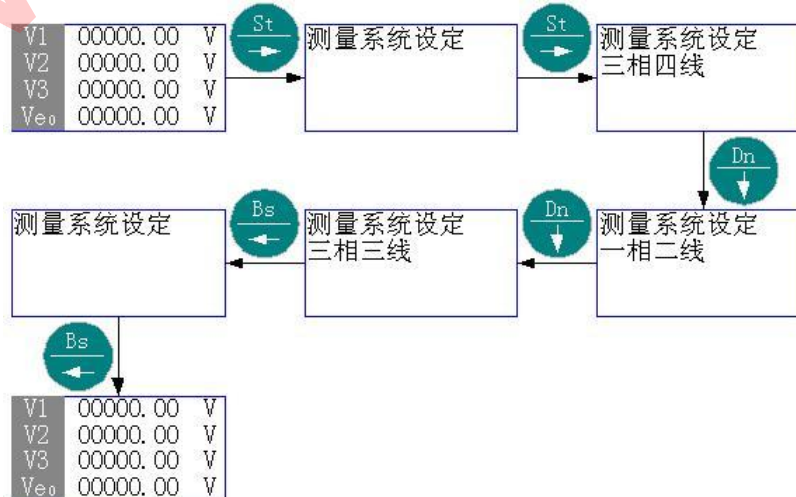 V1 00000.00 V
V2 00000.00 V
V3 00000.00 V
Ve₀ 00000.00 V
St
测量系统设定
St
测量系统设定
三相四线
Dn
测量系统设定
Bs
测量系统设定
三相三线
Dn
测量系统设定
一相二线
Bs
V1 00000.00 V
V2 00000.00 V
V3 00000.00 V
Ve₀ 00000.00 V